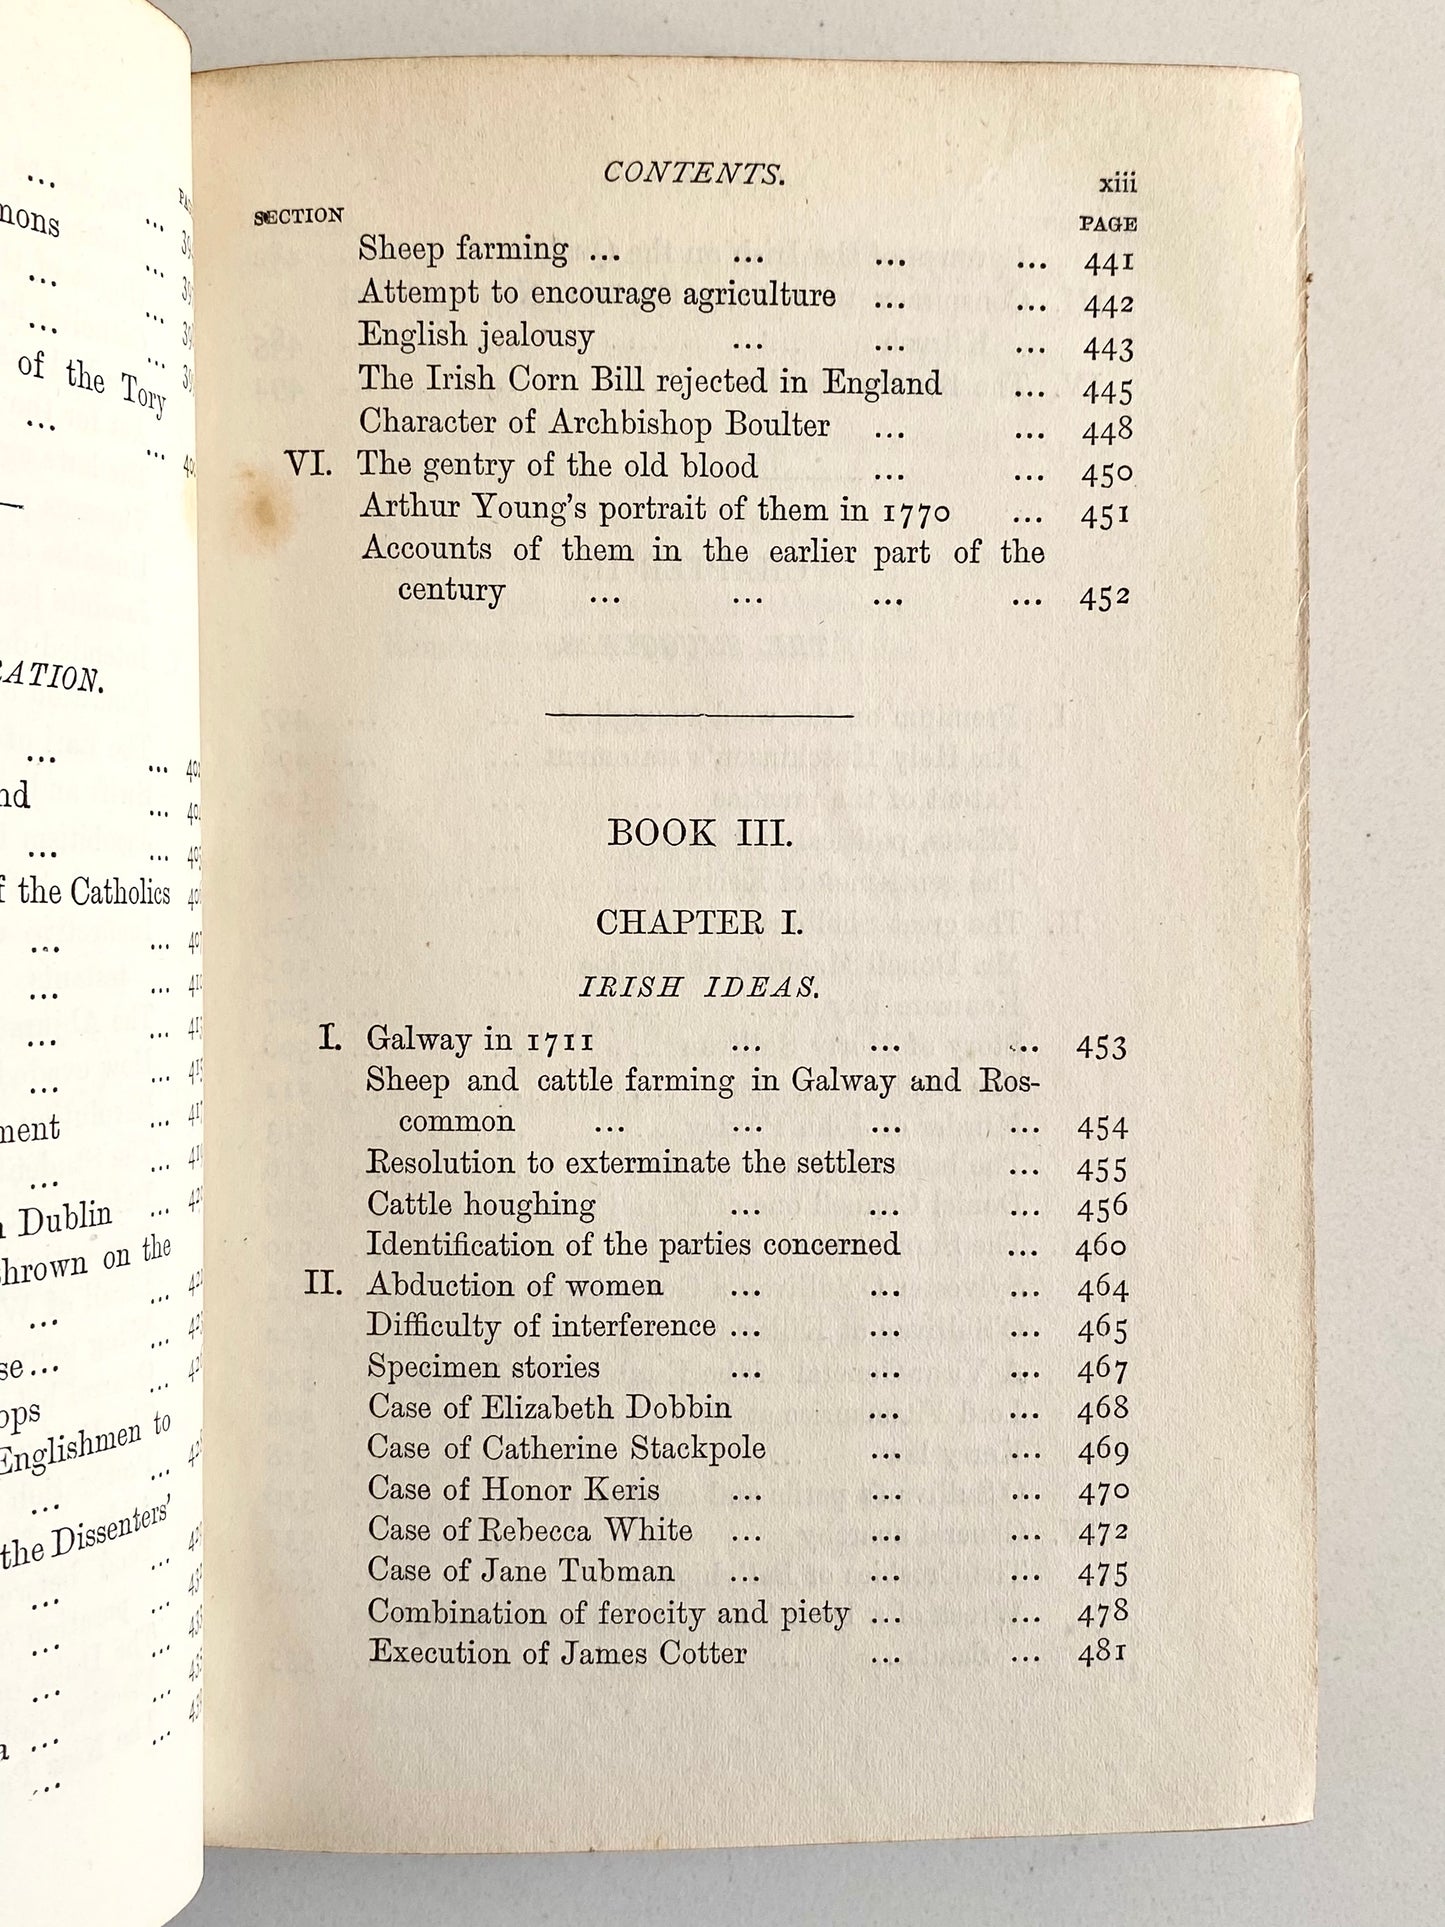 mons ...
of the Tory
RATION.
f the Catholics
Dublin ...
on the
Englishmen to
the Dissenters'
CONTENTS. xiii
SECTION PAGE
Sheep farming ... ... ... ... 441
Attempt to encourage agriculture ... ... 442
English jealousy ... ... ... 443
The Irish Corn Bill rejected in England ... 445
Character of Archbishop Boulter ... ... 448
VI. The gentry of the old blood ... ... 450
Arthur Young's portrait of them in 1770 ... 451
Accounts of them in the earlier part of the
century ... ... ... ... 452
BOOK III.
CHAPTER I.
IRISH IDEAS.
I. Galway in 1711 ... ... ... 453
Sheep and cattle farming in Galway and Ros-
common ... ... ... ... 454
Resolution to exterminate the settlers ... 455
Cattle houghing ... ... ... 456
Identification of the parties concerned ... 460
II. Abduction of women ... ... ... 464
Difficulty of interference ... ... ... 465
Specimen stories ... ... ... 467
Case of Elizabeth Dobbin ... ... 468
Case of Catherine Stackpole ... ... 469
Case of Honor Keris ... ... ... 470
Case of Rebecca White ... ... ... 472
Case of Jane Tubman ... ... ... 475
Combination of ferocity and piety ... ... 478
Execution of James Cotter ... ... 481